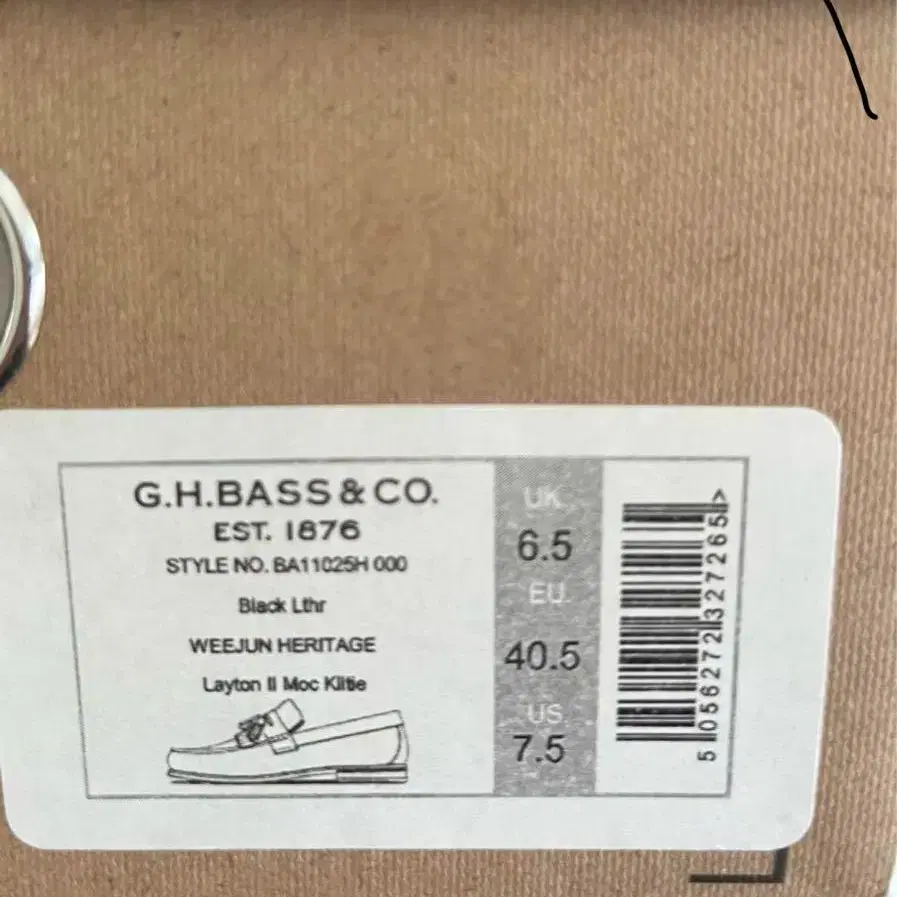 G.H.BASS & CO.
EST. 1876
STYLE NO. BA11025H 000
Black Lthr
WEEJUN HERITAGE
Layton II Moc Kiltie
UK
6.5
EU
40.5
US
7.5
5 056272 327265 >